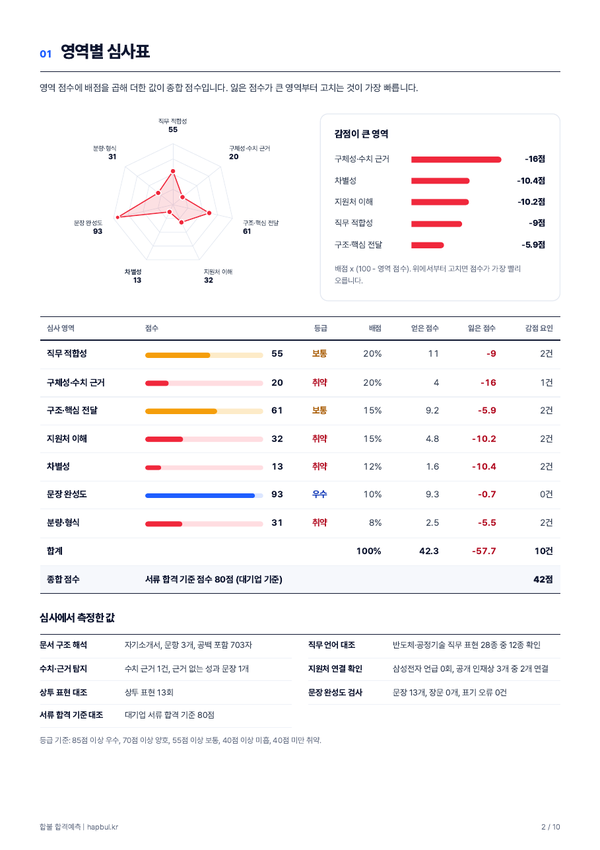 01 영역별 심사표
영역 점수에 배점을 곱해 더한 값이 종합 점수입니다. 잃은 점수가 큰 영역부터 고치는 것이 가장 빠릅니다.
직무 적합성
55
구체성·수치 근거
20
구조·핵심 전달
61
지원처 이해
32
차별성
13
문장 완성도
93
분량·형식
31
감점이 큰 영역
구체성·수치 근거 -16점
차별성 -10.4점
지원처 이해 -10.2점
직무 적합성 -9점
구조·핵심 전달 -5.9점
배점 x (100 - 영역 점수). 위에서부터 고치면 점수가 가장 빨리
오릅니다.
심사 영역 점수 등급 배점 얻은 점수 잃은 점수 감점 요인
직무 적합성 55 보통 20% 11 -9 2건
구체성·수치 근거 20 취약 20% 4 -16 1건
구조·핵심 전달 61 보통 15% 9.2 -5.9 2건
지원처 이해 32 취약 15% 4.8 -10.2 2건
차별성 13 취약 12% 1.6 -10.4 2건
문장 완성도 93 우수 10% 9.3 -0.7 0건
분량·형식 31 취약 8% 2.5 -5.5 2건
합계 100% 42.3 -57.7 10건
종합 점수 서류 합격 기준 점수 80점 (대기업 기준) 42점
심사에서 측정한 값
문서 구조 해석 자기소개서, 문항 3개, 공백 포함 703자
직무 언어 대조 반도체·공정기술 직무 표현 28종 중 12종 확인
수치·근거 탐지 수치 근거 1건, 근거 없는 성과 문장 1개
지원처 연결 확인 삼성전자 언급 0회, 공개 인재상 3개 중 2개 연결
상투 표현 대조 상투 표현 13회
문장 완성도 검사 문장 13개, 장문 0개, 표기 오류 0건
서류 합격 기준 대조 대기업 서류 합격 기준 80점
등급 기준: 85점 이상 우수, 70점 이상 양호, 55점 이상 보통, 40점 이상 미흡, 40점 미만 취약.
합불 합격예측 | hapbul.kr
2 / 10